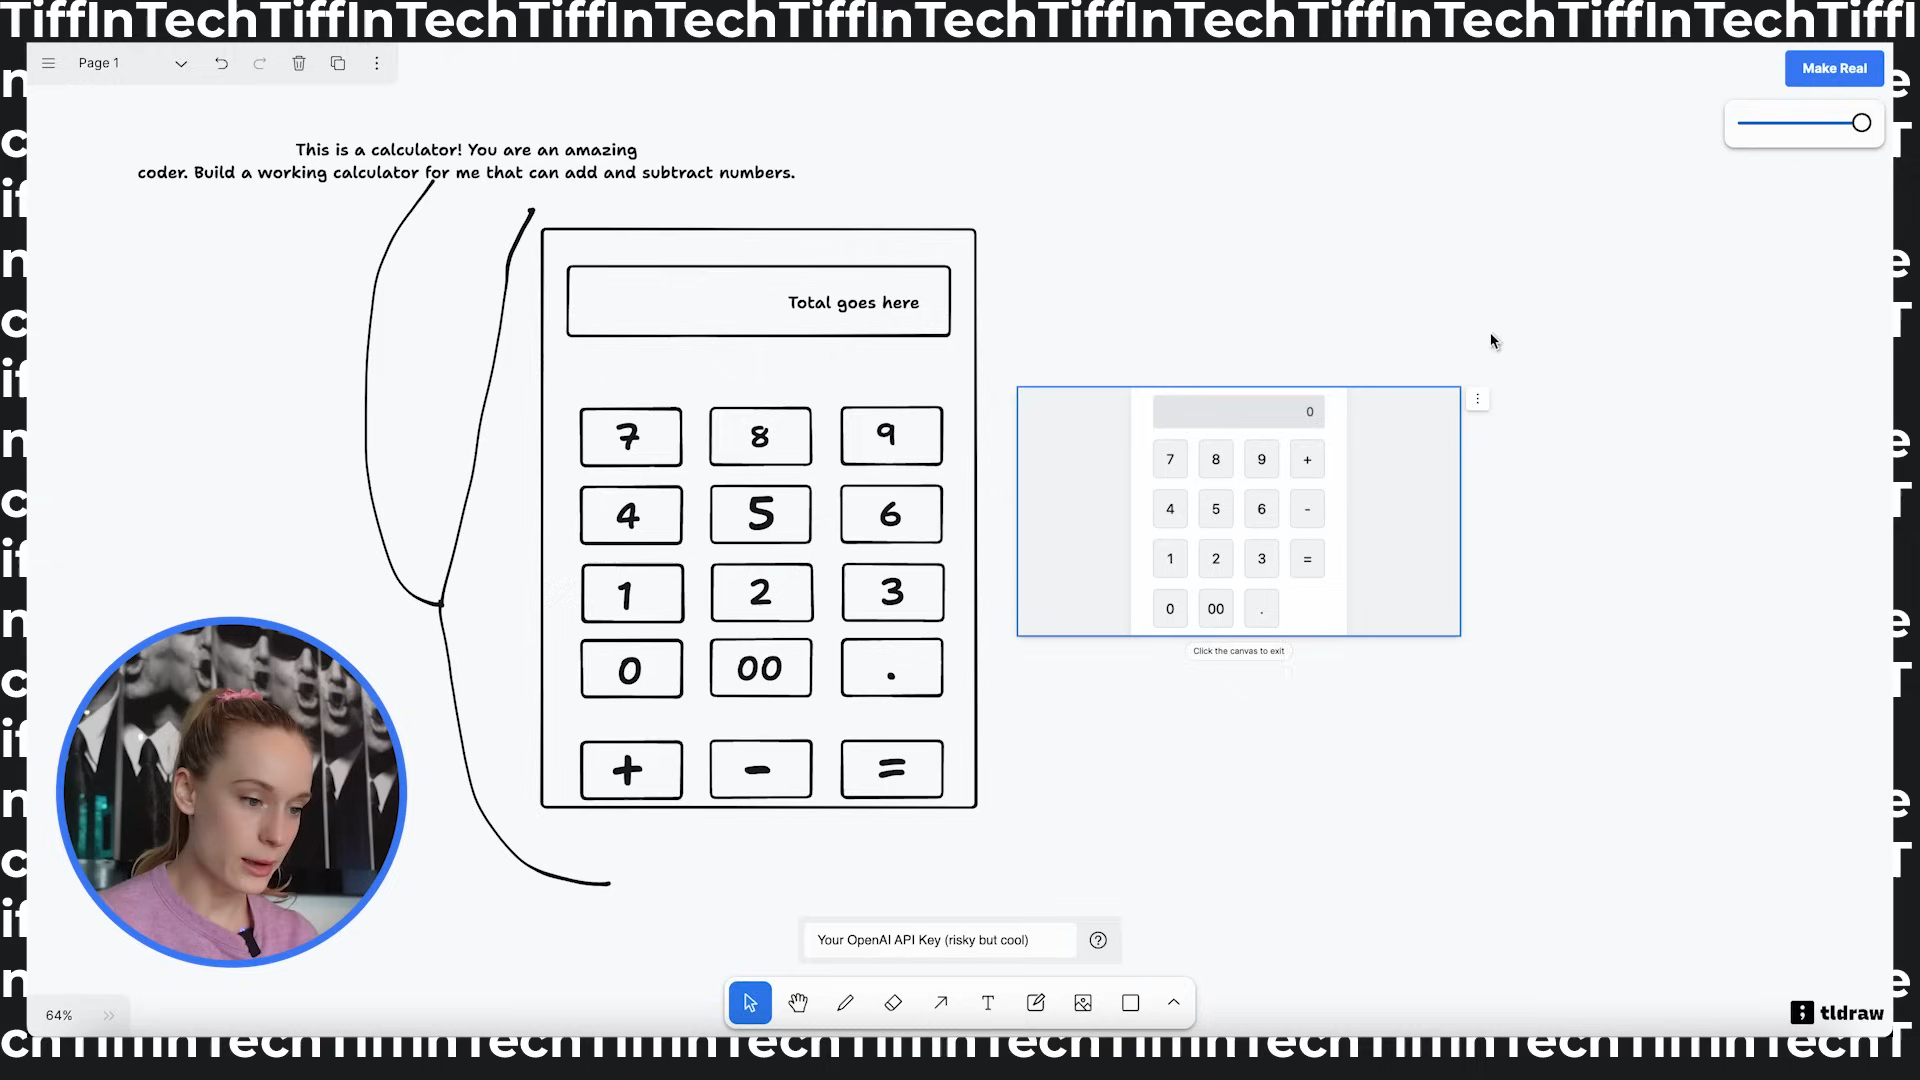 TiffInTechTiffInTechTiffInTechTiffInTechTiffInTechTiffInTechTiffInTechTiffI
Page 1
Make Real
This is a calculator! You are an amazing
coder. Build a working calculator for me that can add and subtract numbers.
Total goes here
7 8 9
4 5 6
1 2 3
0 00 .
+ - =
0
7 8 9 +
4 5 6 -
1 2 3 =
0 00 .
Click the canvas to exit
Your OpenAI API Key (risky but cool)
64%
tldraw